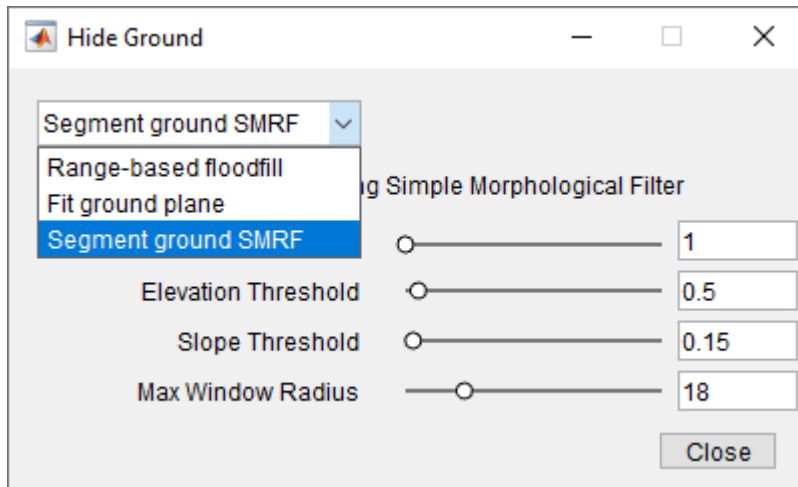 Hide Ground
Segment ground SMRF
Range-based floodfill
Fit ground plane
Segment ground SMRF
Simple Morphological Filter
1
Elevation Threshold 0.5
Slope Threshold 0.15
Max Window Radius 18
Close